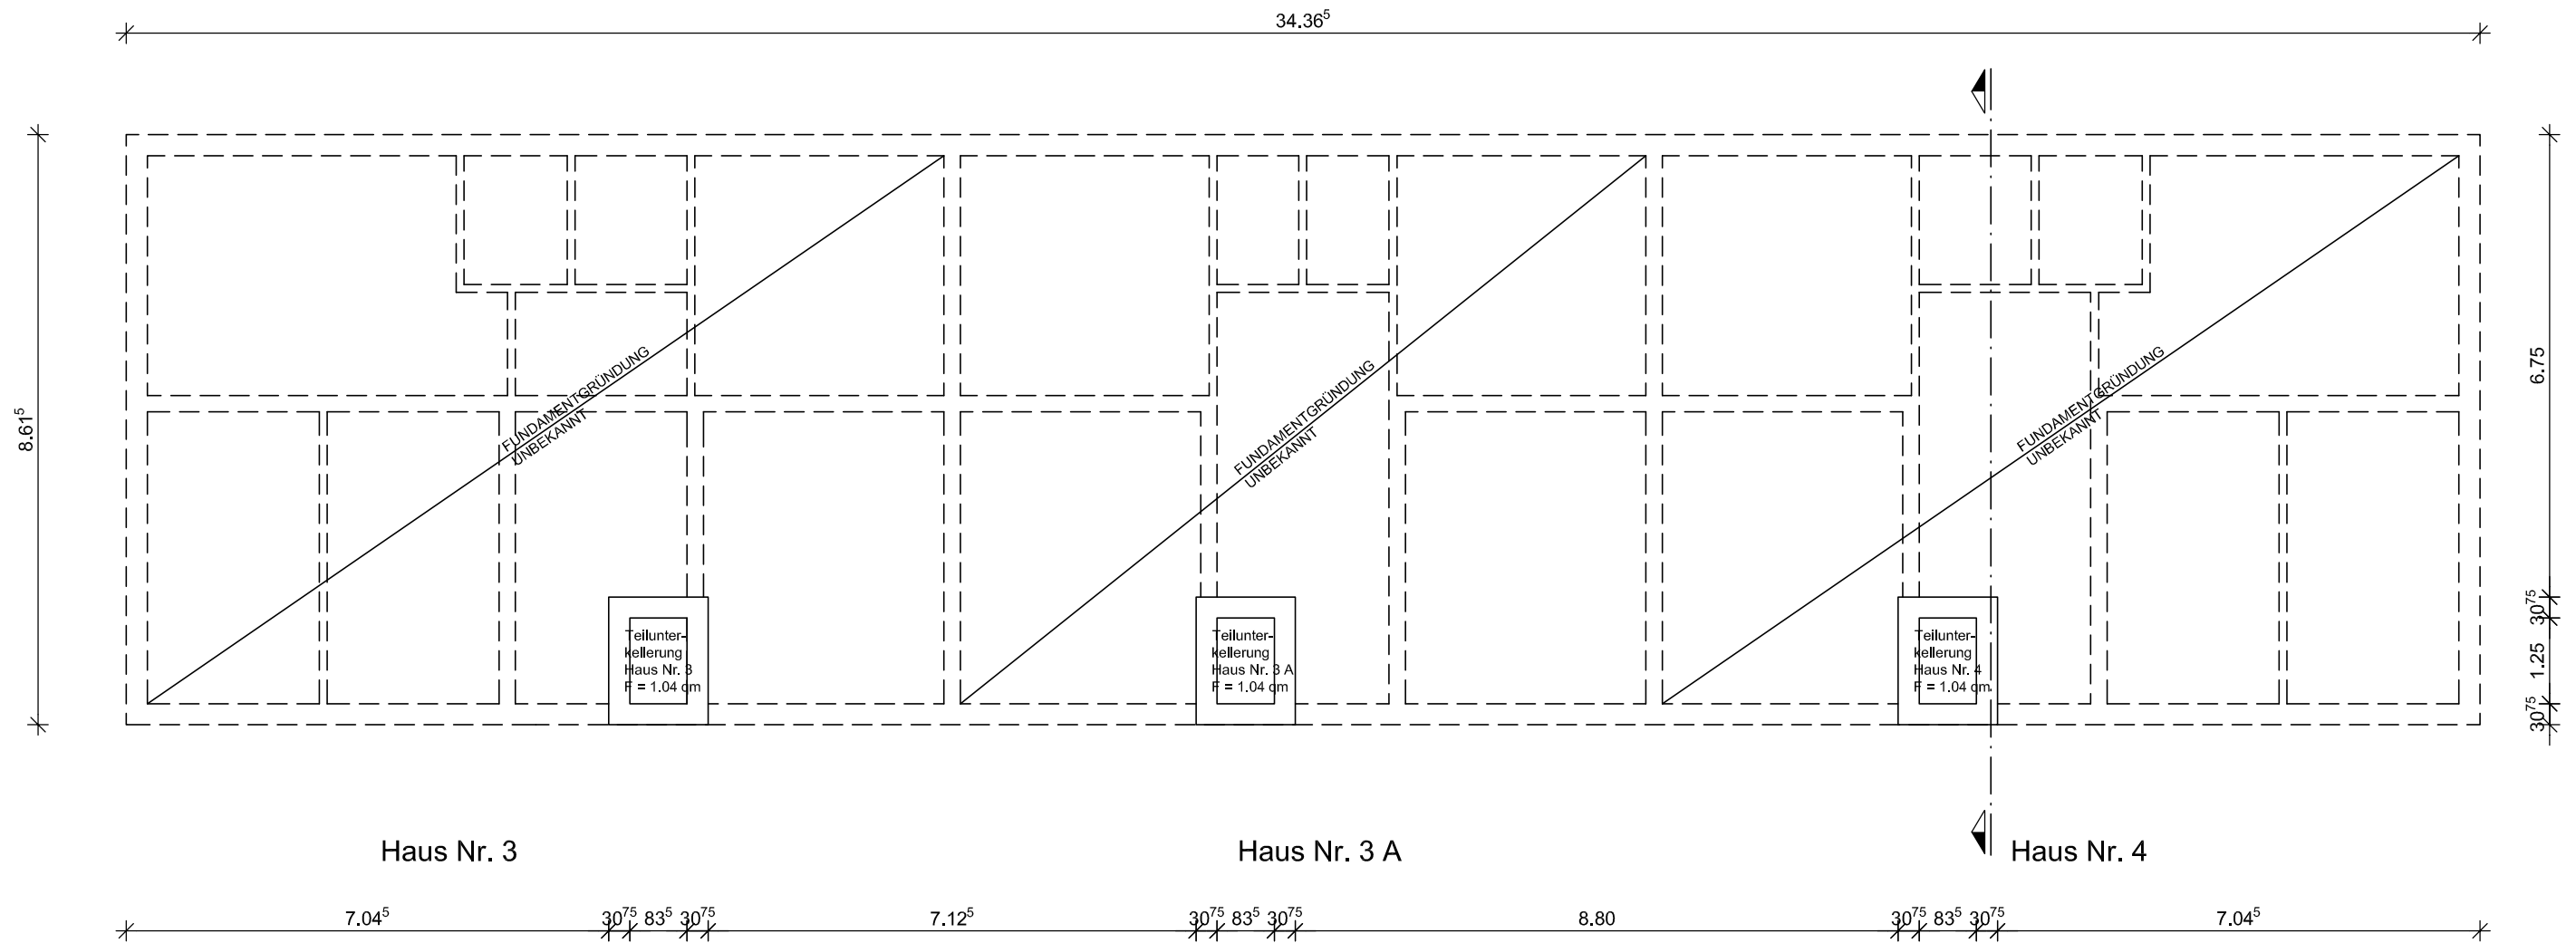 34.36⁵
8.61⁵
6.75
30⁷⁵
1.25
30⁷⁵
FUNDAMENTGRÜNDUNG
UNBEKANNT
FUNDAMENTGRÜNDUNG
UNBEKANNT
FUNDAMENTGRÜNDUNG
UNBEKANNT
Teilunter-
kellerung
Haus Nr. 3
F = 1.04 qm
Teilunter-
kellerung
Haus Nr. 3 A
F = 1.04 qm
Teilunter-
kellerung
Haus Nr. 4
F = 1.04 qm
Haus Nr. 3
Haus Nr. 3 A
Haus Nr. 4
7.04⁵ 30⁷⁵ 83⁵ 30⁷⁵ 7.12⁵ 30⁷⁵ 83⁵ 30⁷⁵ 8.80 30⁷⁵ 83⁵ 30⁷⁵ 7.04⁵